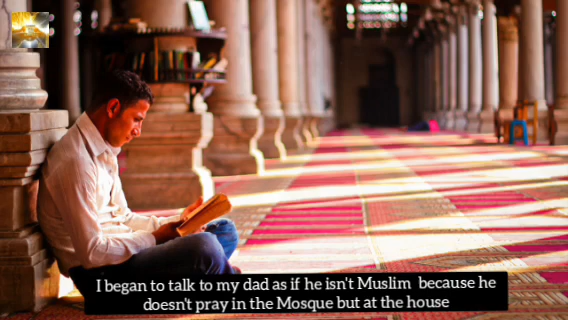 I began to talk to my dad as if he isn't Muslim  because he
doesn't pray in the Mosque but at the house